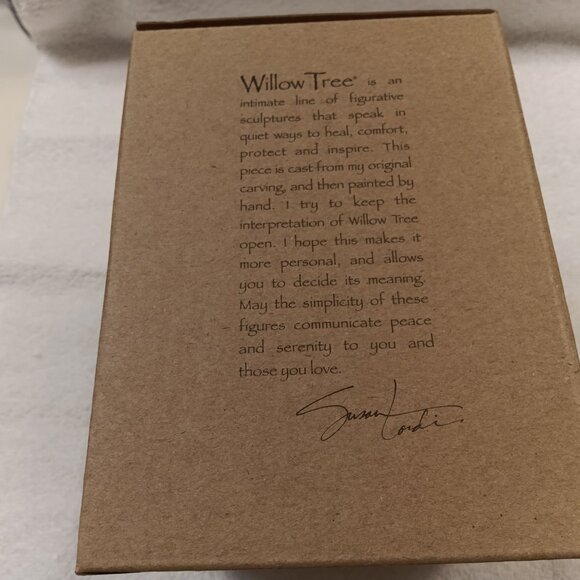 Willow Tree® is an
intimate line of figurative
sculptures that speak in
quiet ways to heal, comfort,
protect and inspire. This
piece is cast from my original
carving, and then painted by
hand. I try to keep the
interpretation of Willow Tree
open. I hope this makes it
more personal, and allows
you to decide its meaning.
May the simplicity of these
figures communicate peace
and serenity to you and
those you love.
Susan Lordi